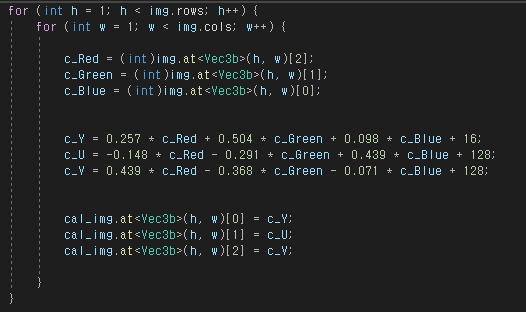 for (int h = 1; h < img.rows; h++) {
for (int w = 1; w < img.cols; w++) {
c_Red = (int)img.at<Vec3b>(h, w)[2];
c_Green = (int)img.at<Vec3b>(h, w)[1];
c_Blue = (int)img.at<Vec3b>(h, w)[0];
c_Y = 0.257 * c_Red + 0.504 * c_Green + 0.098 * c_Blue + 16;
c_U = -0.148 * c_Red - 0.291 * c_Green + 0.439 * c_Blue + 128;
c_V = 0.439 * c_Red - 0.368 * c_Green - 0.071 * c_Blue + 128;
cal_img.at<Vec3b>(h, w)[0] = c_Y;
cal_img.at<Vec3b>(h, w)[1] = c_U;
cal_img.at<Vec3b>(h, w)[2] = c_V;
}
}